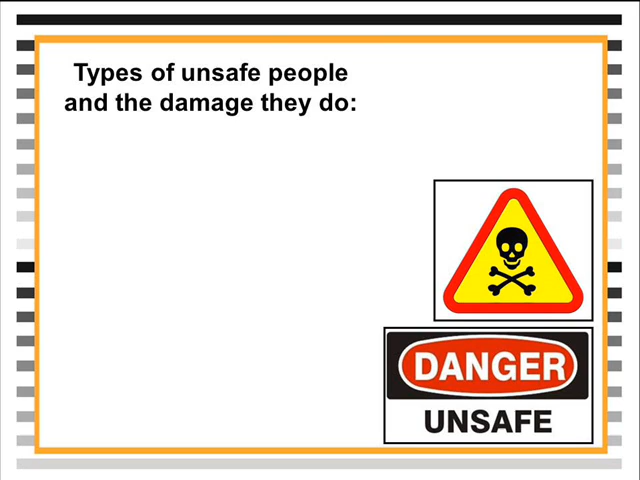 Types of unsafe people
and the damage they do:
DANGER
UNSAFE